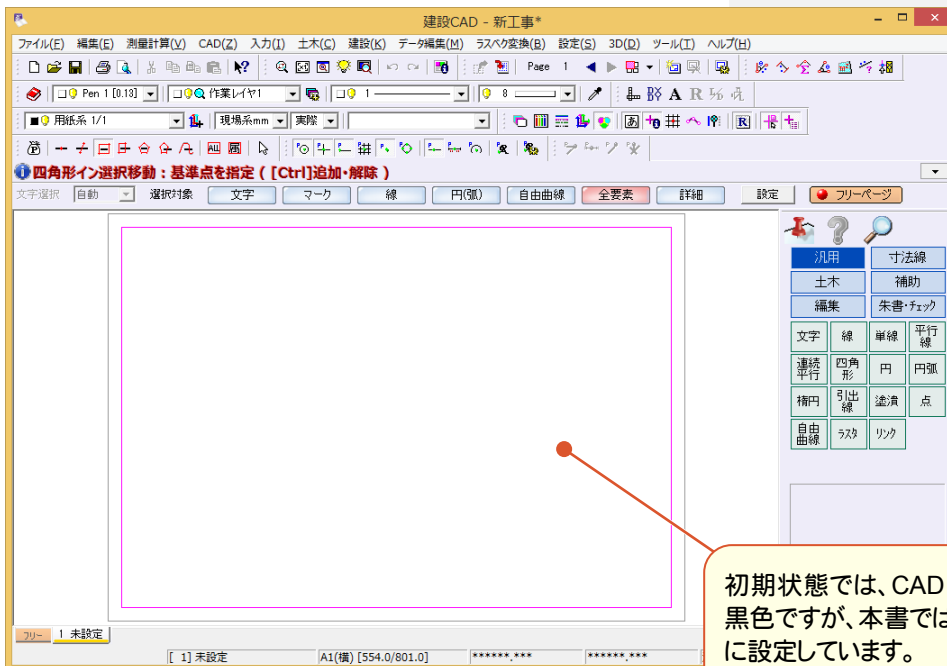 建設CAD - 新工事*
ファイル(F) 編集(E) 測量計算(V) CAD(Z) 入力(I) 土木(C) 建設(K) データ編集(M) ラスベク変換(B) 設定(S) 3D(D) ツール(T) ヘルプ(H)
Page 1
Pen 1 [0.13] 作業レイヤ1 1 8 A R
用紙系 1/1 現場系mm 実際 あ R
四角形イン選択移動：基準点を指定 ( [Ctrl]追加・解除 )
文字選択 自動 選択対象 文字 マーク 線 円(弧) 自由曲線 全要素 詳細 設定 フリーページ
汎用 寸法線
土木 補助
編集 朱書・チェック
文字 線 単線 平行線
連続平行 四角形 円 円弧
楕円 引出線 塗潰 点
自由曲線 ラスタ リンク
初期状態では、CAD
黒色ですが、本書では
に設定しています。
フリー 1 未設定
[ 1] 未設定 A1(横) [554.0/801.0] ******.*** ******.***